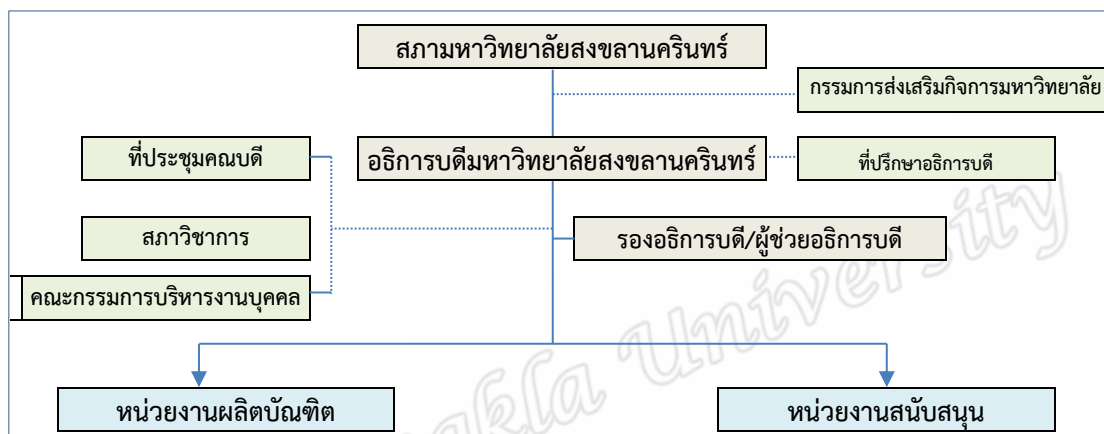 สภามหาวิทยาลัยสงขลานครินทร์
กรรมการส่งเสริมกิจการมหาวิทยาลัย
ที่ประชุมคณบดี
อธิการบดีมหาวิทยาลัยสงขลานครินทร์
ที่ปรึกษาอธิการบดี
สภาวิชาการ
รองอธิการบดี/ผู้ช่วยอธิการบดี
คณะกรรมการบริหารงานบุคคล
หน่วยงานผลิตบัณฑิต
หน่วยงานสนับสนุน
University